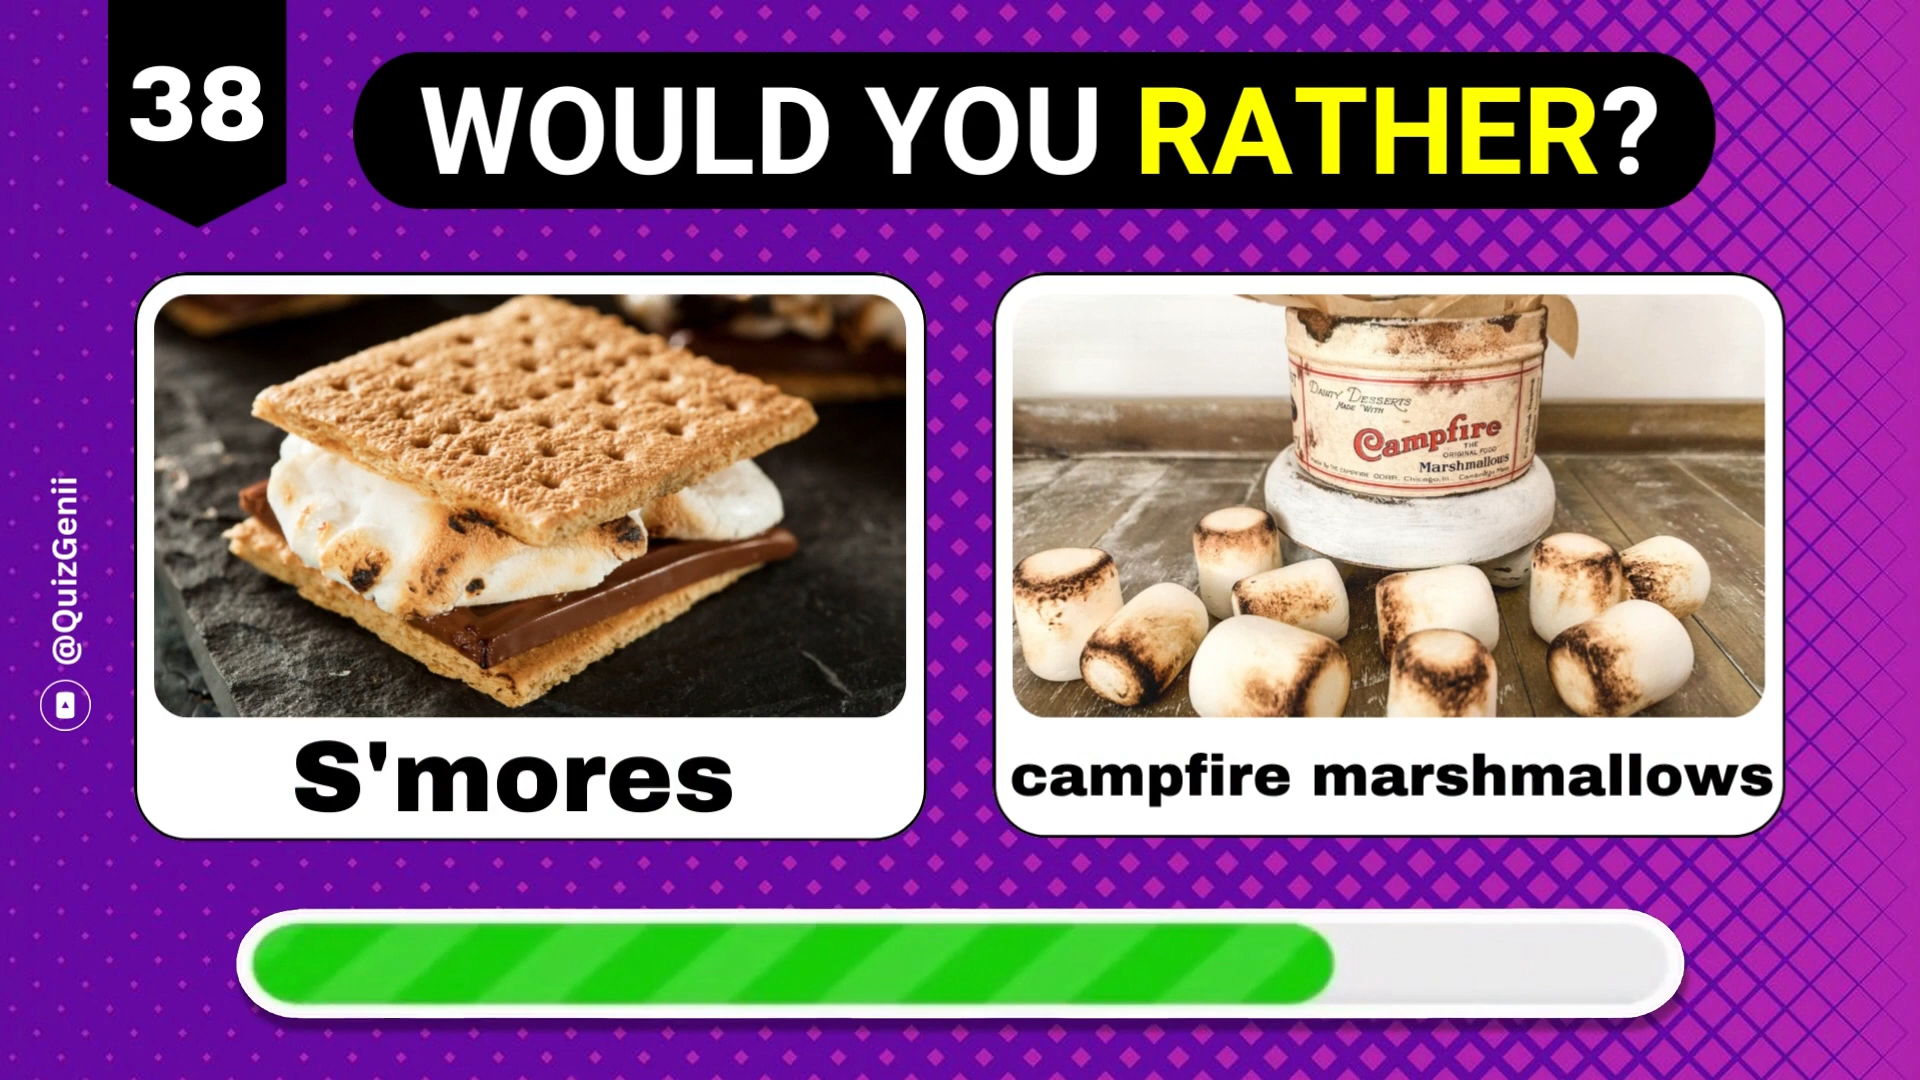 38
WOULD YOU RATHER?
@QuizGenii
DAINTY DESSERTS
MADE WITH
Campfire
THE
ORIGINAL FOOD
Marshmallows
S'mores
campfire marshmallows